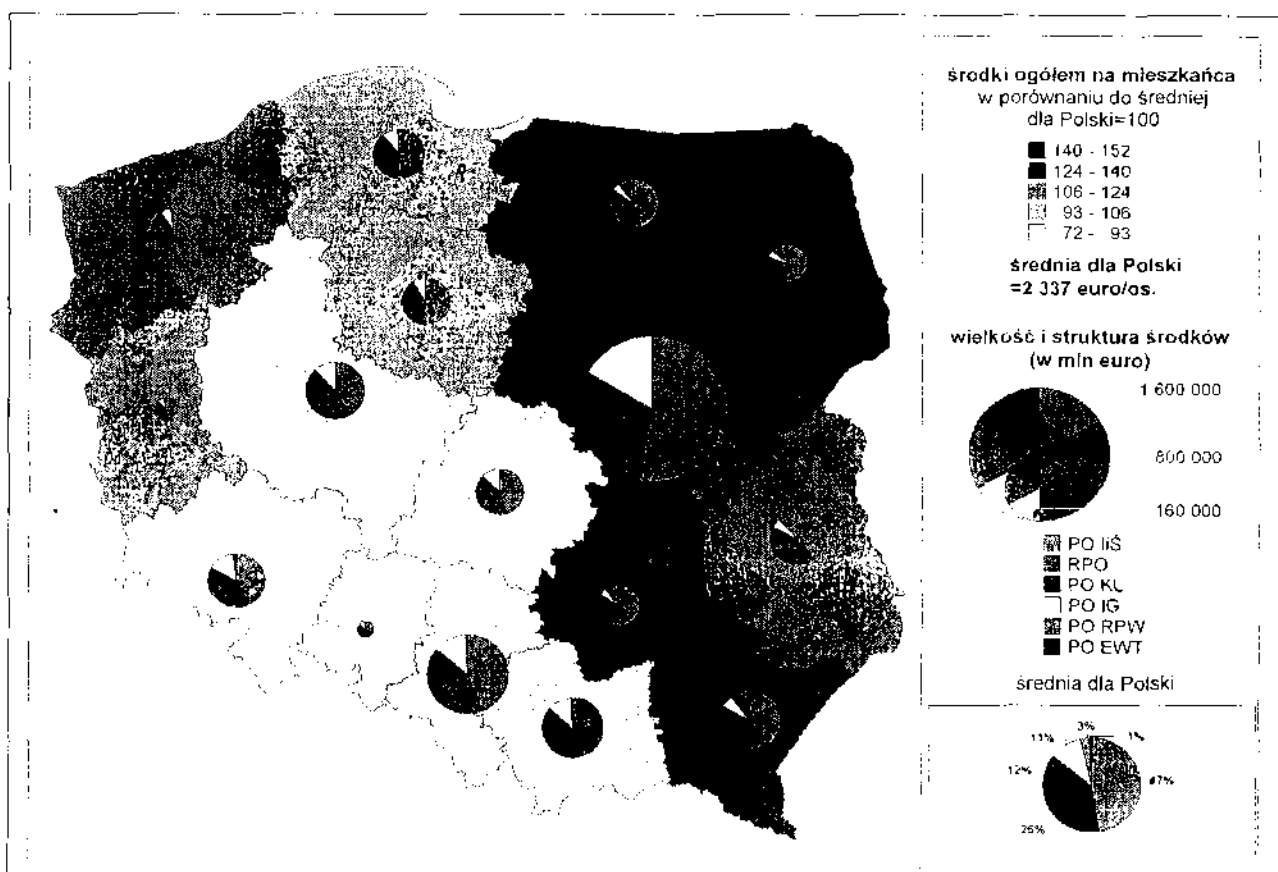 środki ogółem na mieszkańca
w porównaniu do średniej
dla Polski=100
140 - 152
124 - 140
106 - 124
93 - 106
72 - 93
średnia dla Polski
=2 337 euro/os.
wielkość i struktura środków
(w mln euro)
1 600 000
800 000
160 000
PO IiŚ
RPO
PO KL
PO IG
PO RPW
PO EWT
średnia dla Polski
3%
11%
1%
12%
47%
26%